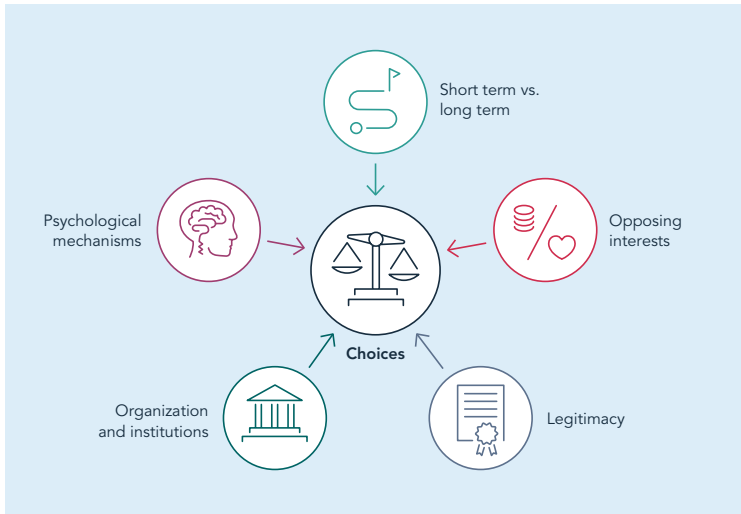 Short term vs.
long term
Psychological
mechanisms
Opposing
interests
Choices
Organization
and institutions
Legitimacy